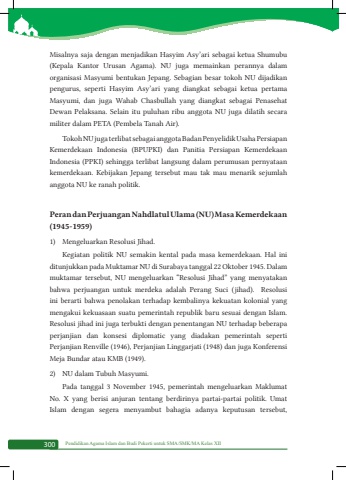 Misalnya saja dengan menjadikan Hasyim Asy'ari sebagai ketua Shumubu
(Kepala Kantor Urusan Agama). NU juga memainkan perannya dalam
organisasi Masyumi bentukan Jepang. Sebagian besar tokoh NU dijadikan
pengurus, seperti Hasyim Asy'ari yang diangkat sebagai ketua pertama
Masyumi, dan juga Wahab Chasbullah yang diangkat sebagai Penasehat
Dewan Pelaksana. Selain itu puluhan ribu anggota NU juga dilatih secara
militer dalam PETA (Pembela Tanah Air).
Tokoh NU juga terlibat sebagai anggota Badan Penyelidik Usaha Persiapan
Kemerdekaan Indonesia (BPUPKI) dan Panitia Persiapan Kemerdekaan
Indonesia (PPKI) sehingga terlibat langsung dalam perumusan pernyataan
kemerdekaan. Kebijakan Jepang tersebut mau tak mau menarik sejumlah
anggota NU ke ranah politik.
Peran dan Perjuangan Nahdlatul Ulama (NU) Masa Kemerdekaan
(1945-1959)
1) Mengeluarkan Resolusi Jihad.
Kegiatan politik NU semakin kental pada masa kemerdekaan. Hal ini
ditunjukkan pada Muktamar NU di Surabaya tanggal 22 Oktober 1945. Dalam
muktamar tersebut, NU mengeluarkan "Resolusi Jihad" yang menyatakan
bahwa perjuangan untuk merdeka adalah Perang Suci (jihad). Resolusi
ini berarti bahwa penolakan terhadap kembalinya kekuatan kolonial yang
mengakui kekuasaan suatu pemerintah republik baru sesuai dengan Islam.
Resolusi jihad ini juga terbukti dengan penentangan NU terhadap beberapa
perjanjian dan konsesi diplomatic yang diadakan pemerintah seperti
Perjanjian Renville (1946), Perjanjian Linggarjati (1948) dan juga Konferensi
Meja Bundar atau KMB (1949).
2) NU dalam Tubuh Masyumi.
Pada tanggal 3 November 1945, pemerintah mengeluarkan Maklumat
No. X yang berisi anjuran tentang berdirinya partai-partai politik. Umat
Islam dengan segera menyambut bahagia adanya keputusan tersebut,
300 Pendidikan Agama Islam dan Budi Pekerti untuk SMA/SMK/MA Kelas XII